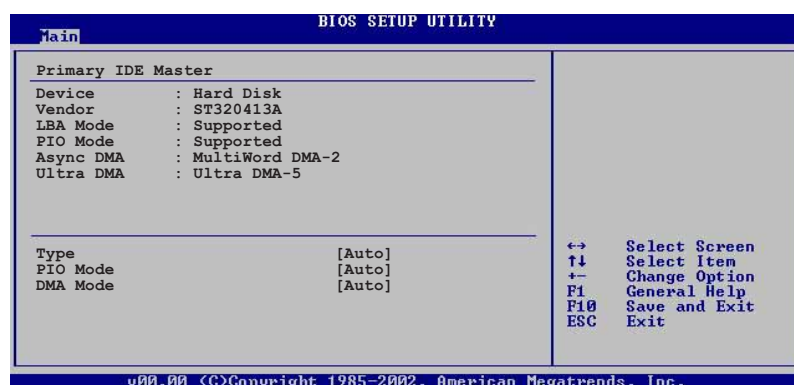 BIOS SETUP UTILITY
Main
Primary IDE Master
Device : Hard Disk
Vendor : ST320413A
LBA Mode : Supported
PIO Mode : Supported
Async DMA : MultiWord DMA-2
Ultra DMA : Ultra DMA-5
Type [Auto]
PIO Mode [Auto]
DMA Mode [Auto]
←→ Select Screen
↑↓ Select Item
+- Change Option
F1 General Help
F10 Save and Exit
ESC Exit
v00.00 (C)Copyright 1985-2002, American Megatrends, Inc.